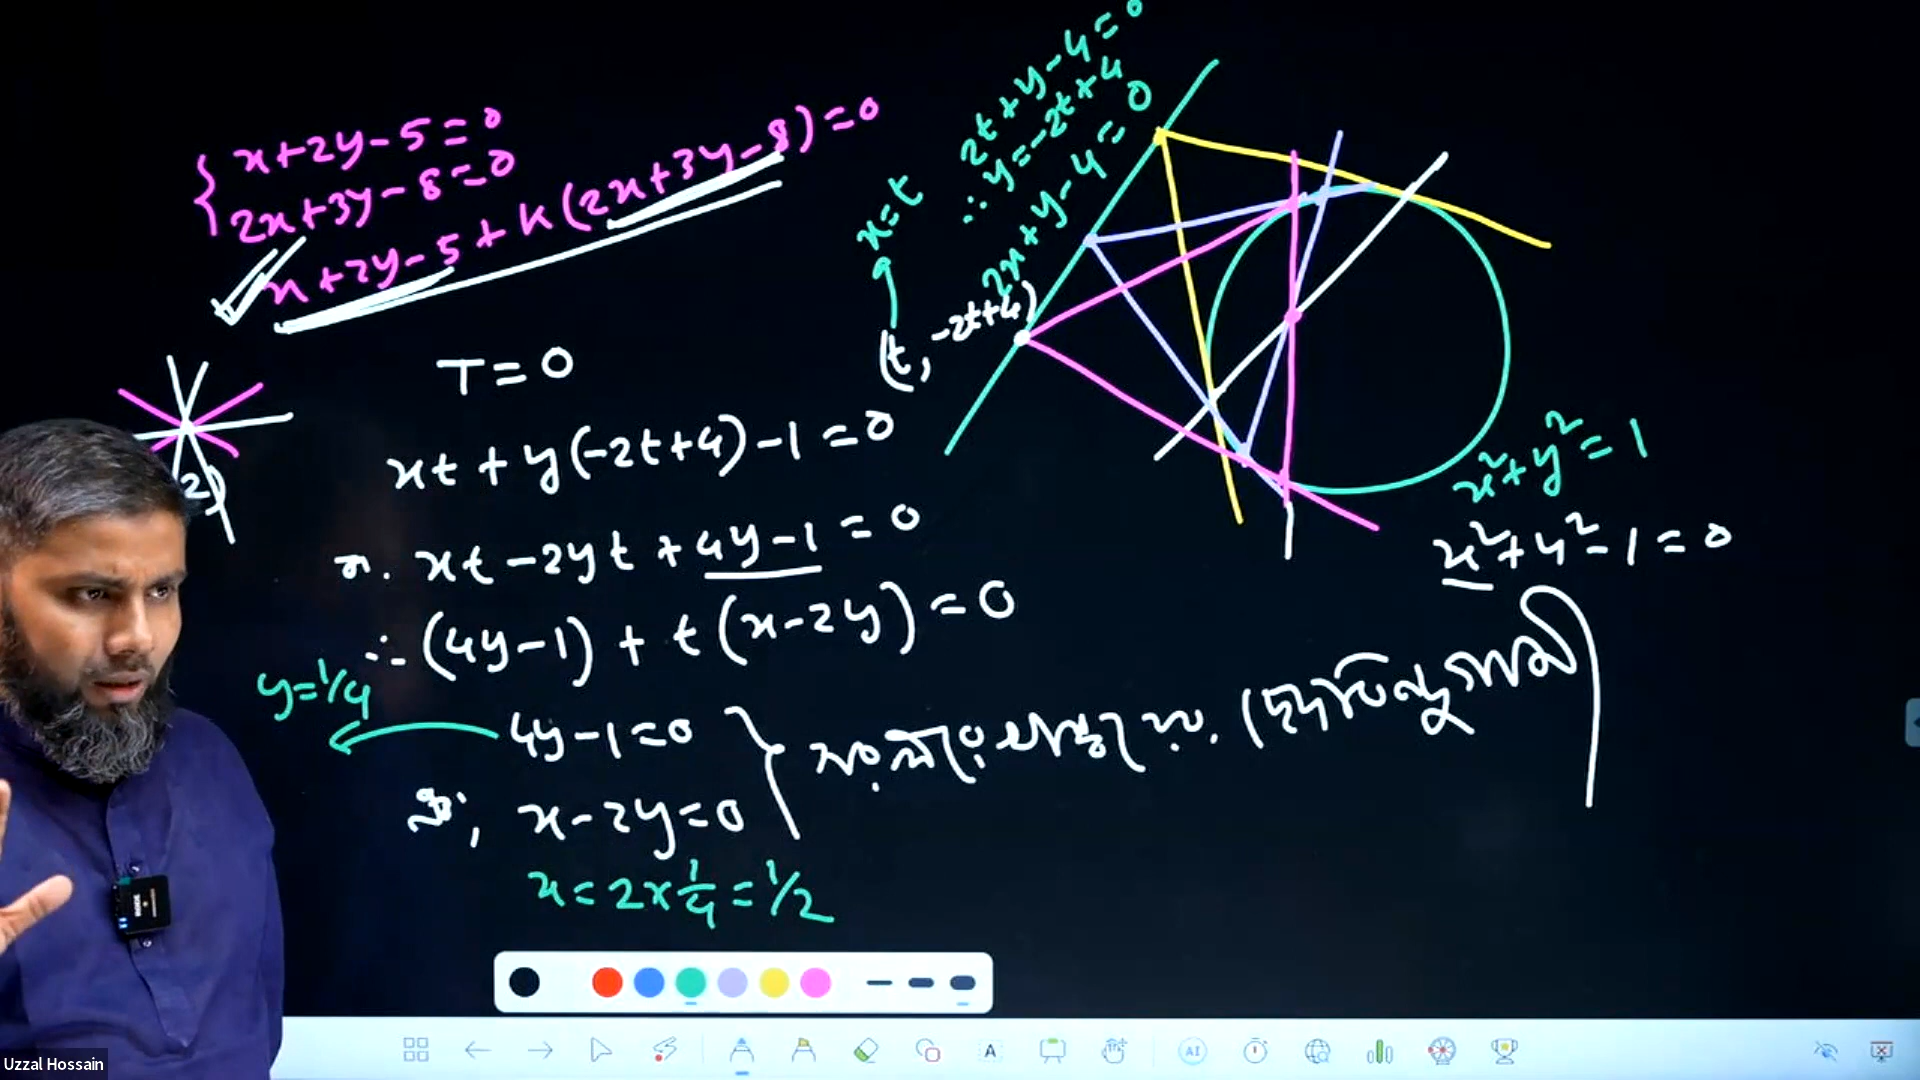 x+2y-5=0
2x+3y-8=0
x+2y-5+k(2x+3y-8)=0
T=0
xt+y(-2t+4)-1=0
বা. xt-2yt+4y-1=0
∴ (4y-1)+t(x-2y)=0
y=1/4
4y-1=0
x-2y=0
x=2×1/4=1/2
2t+y-4=0
∴ y=-2t+4
2x+y-4=0
x=t
(t, -2t+4)
x²+y²=1
x²+y²-1=0
2)
A
AI
Uzzal Hossain